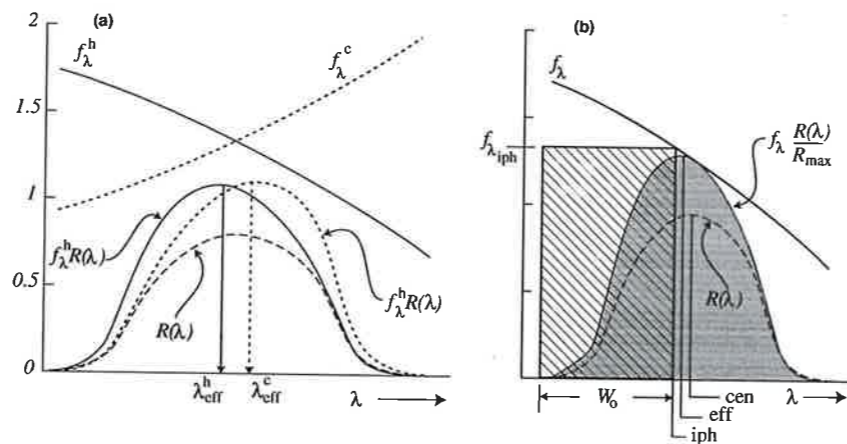 (a)
2
1.5
1
0.5
0
f_λ^h
f_λ^c
f_λ^h R(λ)
R(λ)
f_λ^h R(λ)
λ_eff^h
λ_eff^c
λ
(b)
f_λ
f_λ_iph
f_λ R(λ)/R_max
R(λ)
W_o
cen
λ
eff
iph